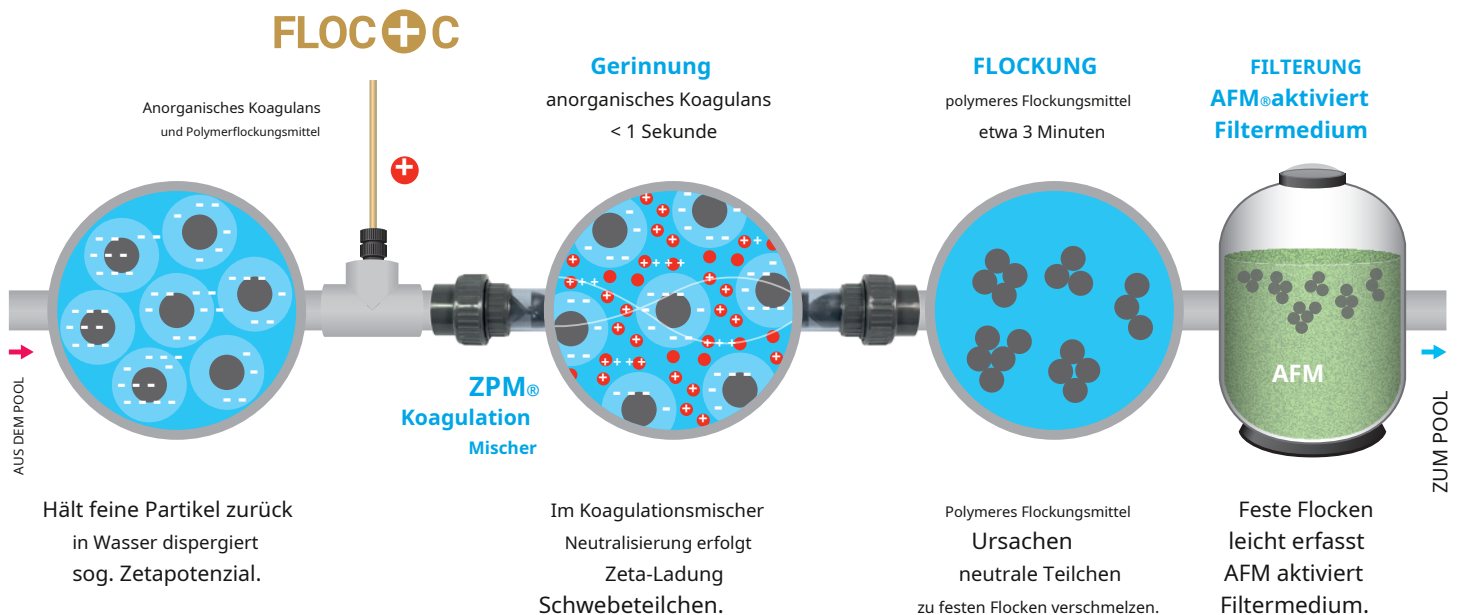 FLOC+C
Anorganisches Koagulans
und Polymerflockungsmittel
Gerinnung
anorganisches Koagulans
< 1 Sekunde
FLOCKUNG
polymeres Flockungsmittel
etwa 3 Minuten
FILTERUNG
AFM®aktiviert
Filtermedium
AUS DEM POOL
ZPM®
Koagulation
Mischer
AFM
ZUM POOL
Hält feine Partikel zurück
in Wasser dispergiert
sog. Zetapotenzial.
Im Koagulationsmischer
Neutralisierung erfolgt
Zeta-Ladung
Schwebeteilchen.
Polymeres Flockungsmittel
Ursachen
neutrale Teilchen
zu festen Flocken verschmelzen.
Feste Flocken
leicht erfasst
AFM aktiviert
Filtermedium.